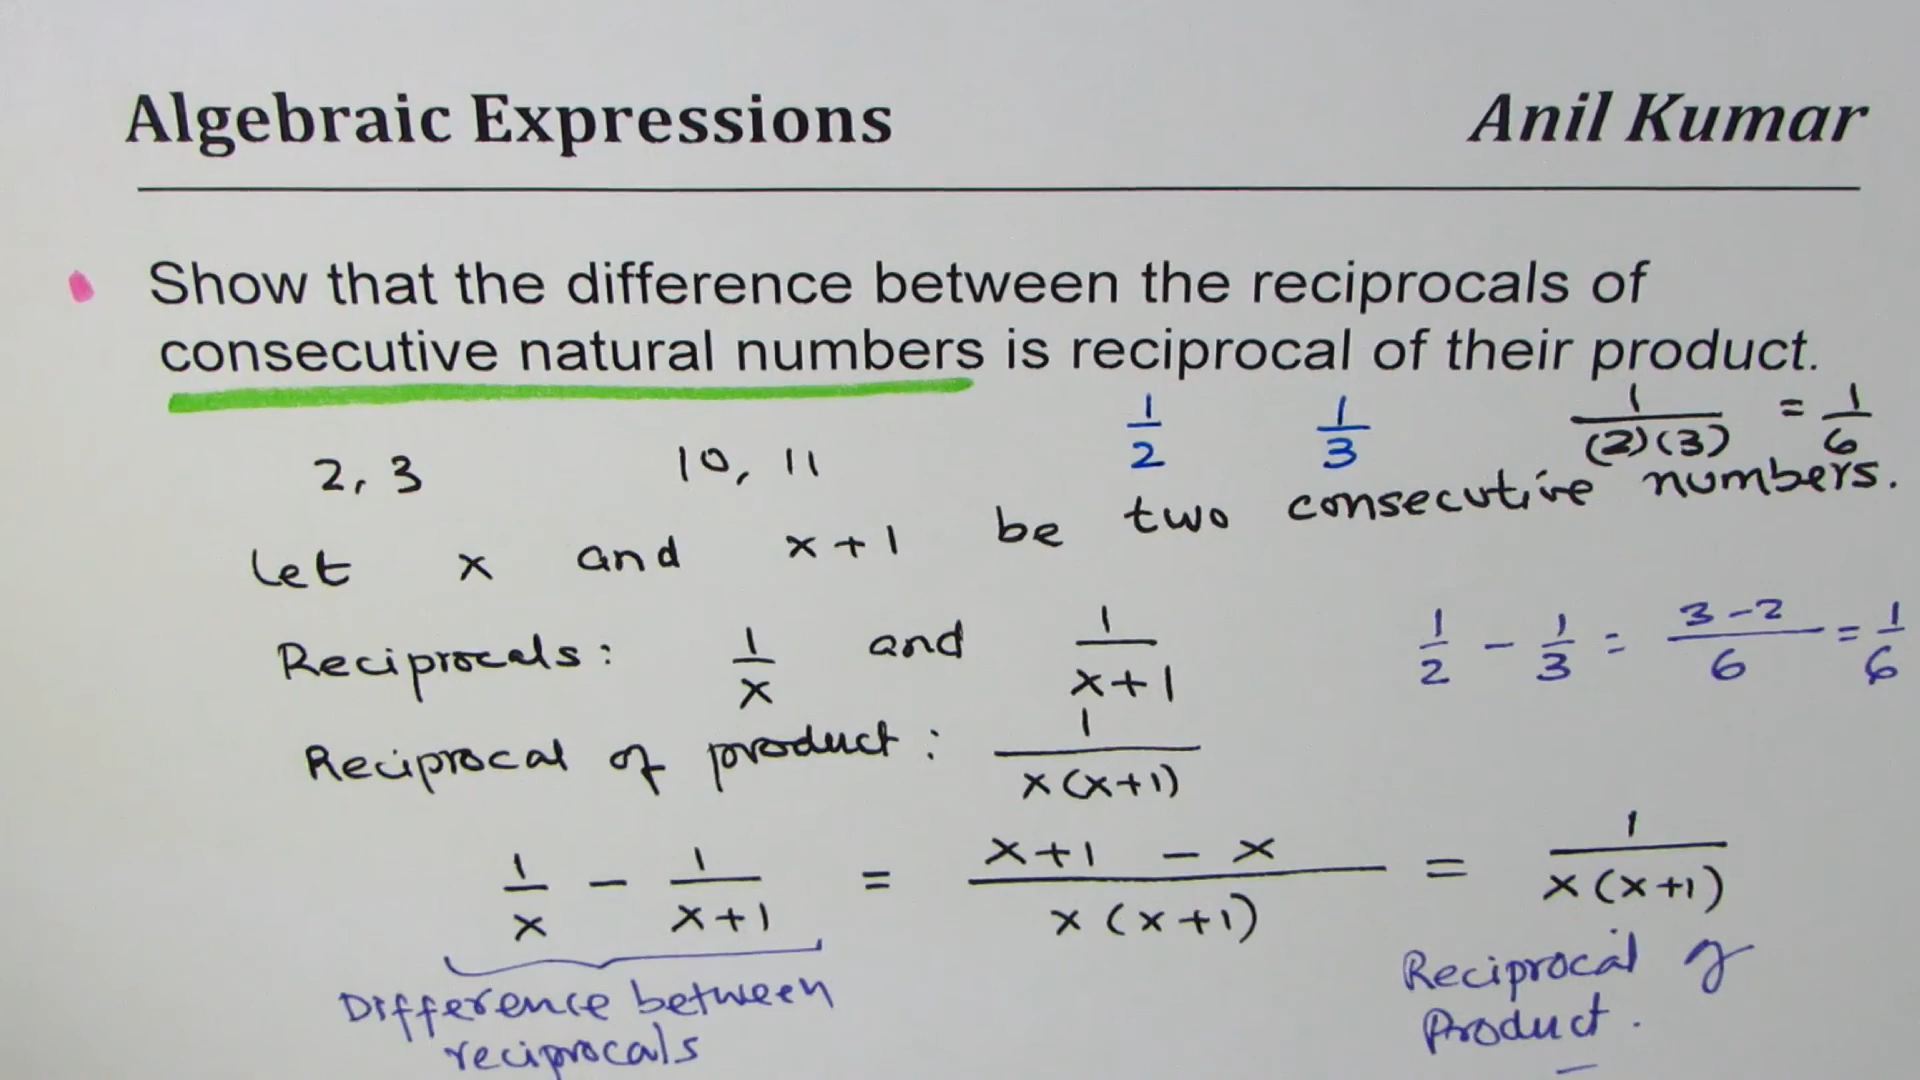 Algebraic Expressions Anil Kumar
Show that the difference between the reciprocals of
consecutive natural numbers is reciprocal of their product.
2, 3 10, 11 1/2 1/3 1/(2)(3) = 1/6
Let x and x+1 be two consecutive numbers.
Reciprocals: 1/x and 1/(x+1) 1/2 - 1/3 = (3-2)/6 = 1/6
Reciprocal of product: 1/(x(x+1))
1/x - 1/(x+1) = (x+1 - x)/(x(x+1)) = 1/(x(x+1))
Difference between
reciprocals
Reciprocal of
Product.